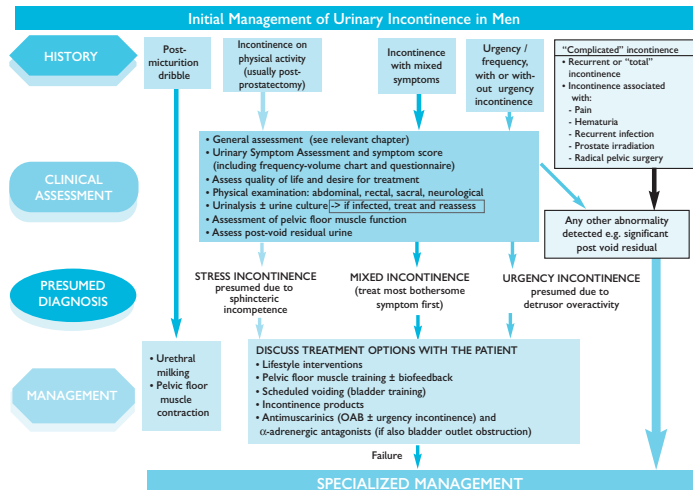 Initial Management of Urinary Incontinence in Men
HISTORY
Post-
micturition
dribble
Incontinence on
physical activity
(usually post-
prostatectomy)
Incontinence
with mixed
symptoms
Urgency /
frequency,
with or with-
out urgency
incontinence
“Complicated” incontinence
• Recurrent or “total”
incontinence
• Incontinence associated
with:
- Pain
- Hematuria
- Recurrent infection
- Prostate irradiation
- Radical pelvic surgery
CLINICAL
ASSESSMENT
• General assessment (see relevant chapter)
• Urinary Symptom Assessment and symptom score
(including frequency-volume chart and questionnaire)
• Assess quality of life and desire for treatment
• Physical examination: abdominal, rectal, sacral, neurological
• Urinalysis ± urine culture -> if infected, treat and reassess
• Assessment of pelvic floor muscle function
• Assess post-void residual urine
Any other abnormality
detected e.g. significant
post void residual
PRESUMED
DIAGNOSIS
STRESS INCONTINENCE
presumed due to
sphincteric
incompetence
MIXED INCONTINENCE
(treat most bothersome
symptom first)
URGENCY INCONTINENCE
presumed due to
detrusor overactivity
MANAGEMENT
• Urethral
milking
• Pelvic floor
muscle
contraction
DISCUSS TREATMENT OPTIONS WITH THE PATIENT
• Lifestyle interventions
• Pelvic floor muscle training ± biofeedback
• Scheduled voiding (bladder training)
• Incontinence products
• Antimuscarinics (OAB ± urgency incontinence) and
α-adrenergic antagonists (if also bladder outlet obstruction)
Failure
SPECIALIZED MANAGEMENT